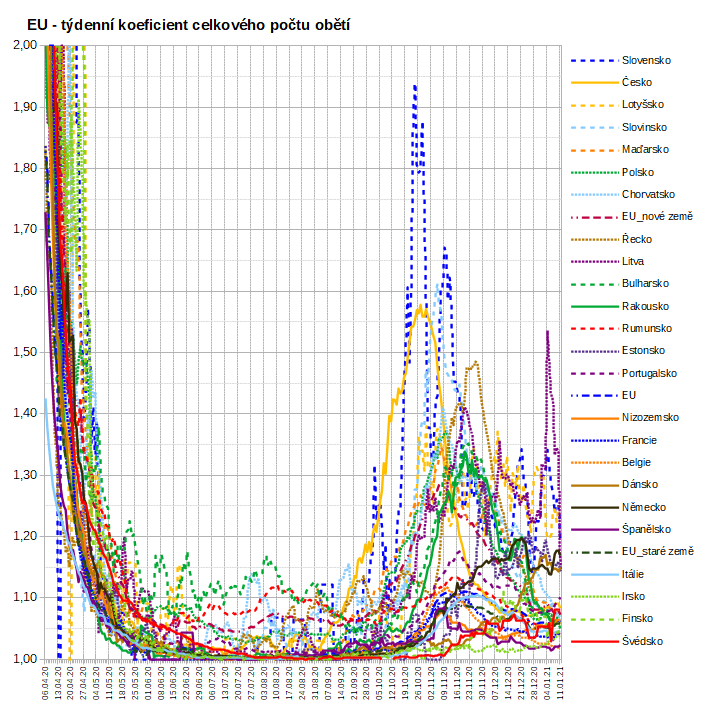 EU - týdenní koeficient celkového počtu obětí
2,00
1,90
1,80
1,70
1,60
1,50
1,40
1,30
1,20
1,10
1,00
Slovensko
Česko
Lotyšsko
Slovinsko
Maďarsko
Polsko
Chorvatsko
EU_nové země
Řecko
Litva
Bulharsko
Rakousko
Rumunsko
Estonsko
Portugalsko
EU
Nizozemsko
Francie
Belgie
Dánsko
Německo
Španělsko
EU_staré země
Itálie
Irsko
Finsko
Švédsko
06.04.20
13.04.20
20.04.20
27.04.20
04.05.20
11.05.20
18.05.20
25.05.20
01.06.20
08.06.20
15.06.20
22.06.20
29.06.20
06.07.20
13.07.20
20.07.20
27.07.20
03.08.20
10.08.20
17.08.20
24.08.20
31.08.20
07.09.20
14.09.20
21.09.20
28.09.20
05.10.20
12.10.20
19.10.20
26.10.20
02.11.20
09.11.20
16.11.20
23.11.20
30.11.20
07.12.20
14.12.20
21.12.20
28.12.20
04.01.21
11.01.21